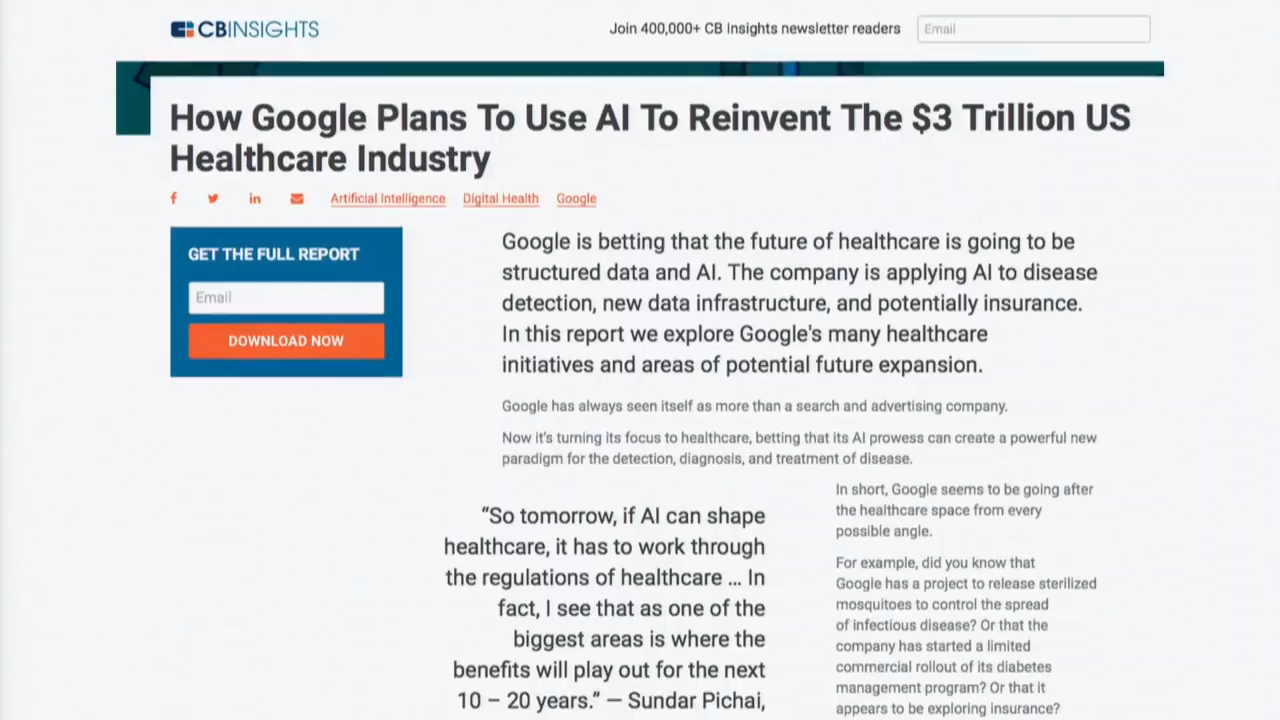 CBINSIGHTS
Join 400,000+ CB Insights newsletter readers
Email
How Google Plans To Use AI To Reinvent The $3 Trillion US
Healthcare Industry
Artificial Intelligence Digital Health Google
GET THE FULL REPORT
Email
DOWNLOAD NOW
Google is betting that the future of healthcare is going to be
structured data and AI. The company is applying AI to disease
detection, new data infrastructure, and potentially insurance.
In this report we explore Google's many healthcare
initiatives and areas of potential future expansion.
Google has always seen itself as more than a search and advertising company.
Now it's turning its focus to healthcare, betting that its AI prowess can create a powerful new
paradigm for the detection, diagnosis, and treatment of disease.
“So tomorrow, if AI can shape
healthcare, it has to work through
the regulations of healthcare ... In
fact, I see that as one of the
biggest areas is where the
benefits will play out for the next
10 – 20 years.” — Sundar Pichai,
In short, Google seems to be going after
the healthcare space from every
possible angle.
For example, did you know that
Google has a project to release sterilized
mosquitoes to control the spread
of infectious disease? Or that the
company has started a limited
commercial rollout of its diabetes
management program? Or that it
appears to be exploring insurance?